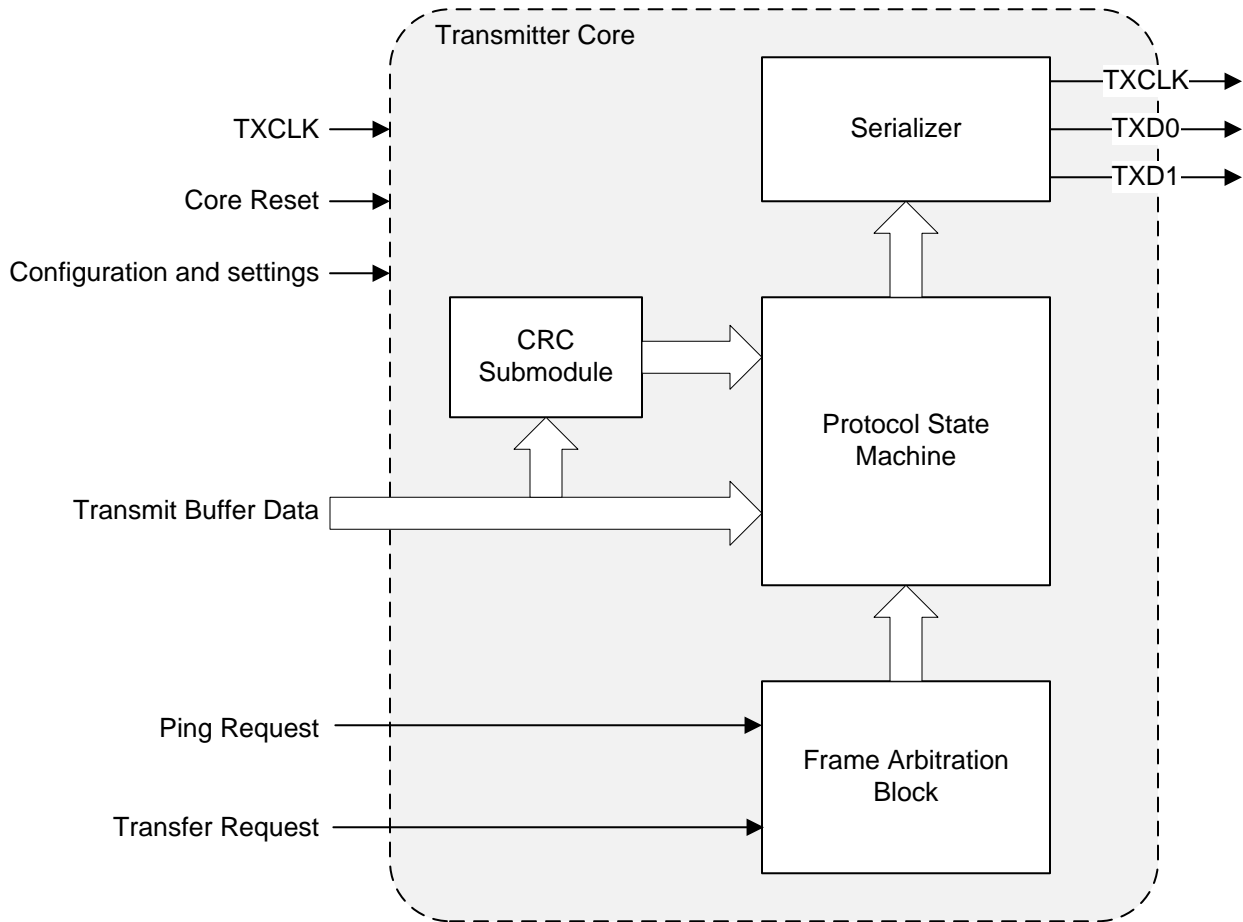 Transmitter Core
TXCLK
Core Reset
Configuration and settings
Serializer
TXCLK
TXD0
TXD1
CRC
Submodule
Protocol State
Machine
Transmit Buffer Data
Ping Request
Transfer Request
Frame Arbitration
Block